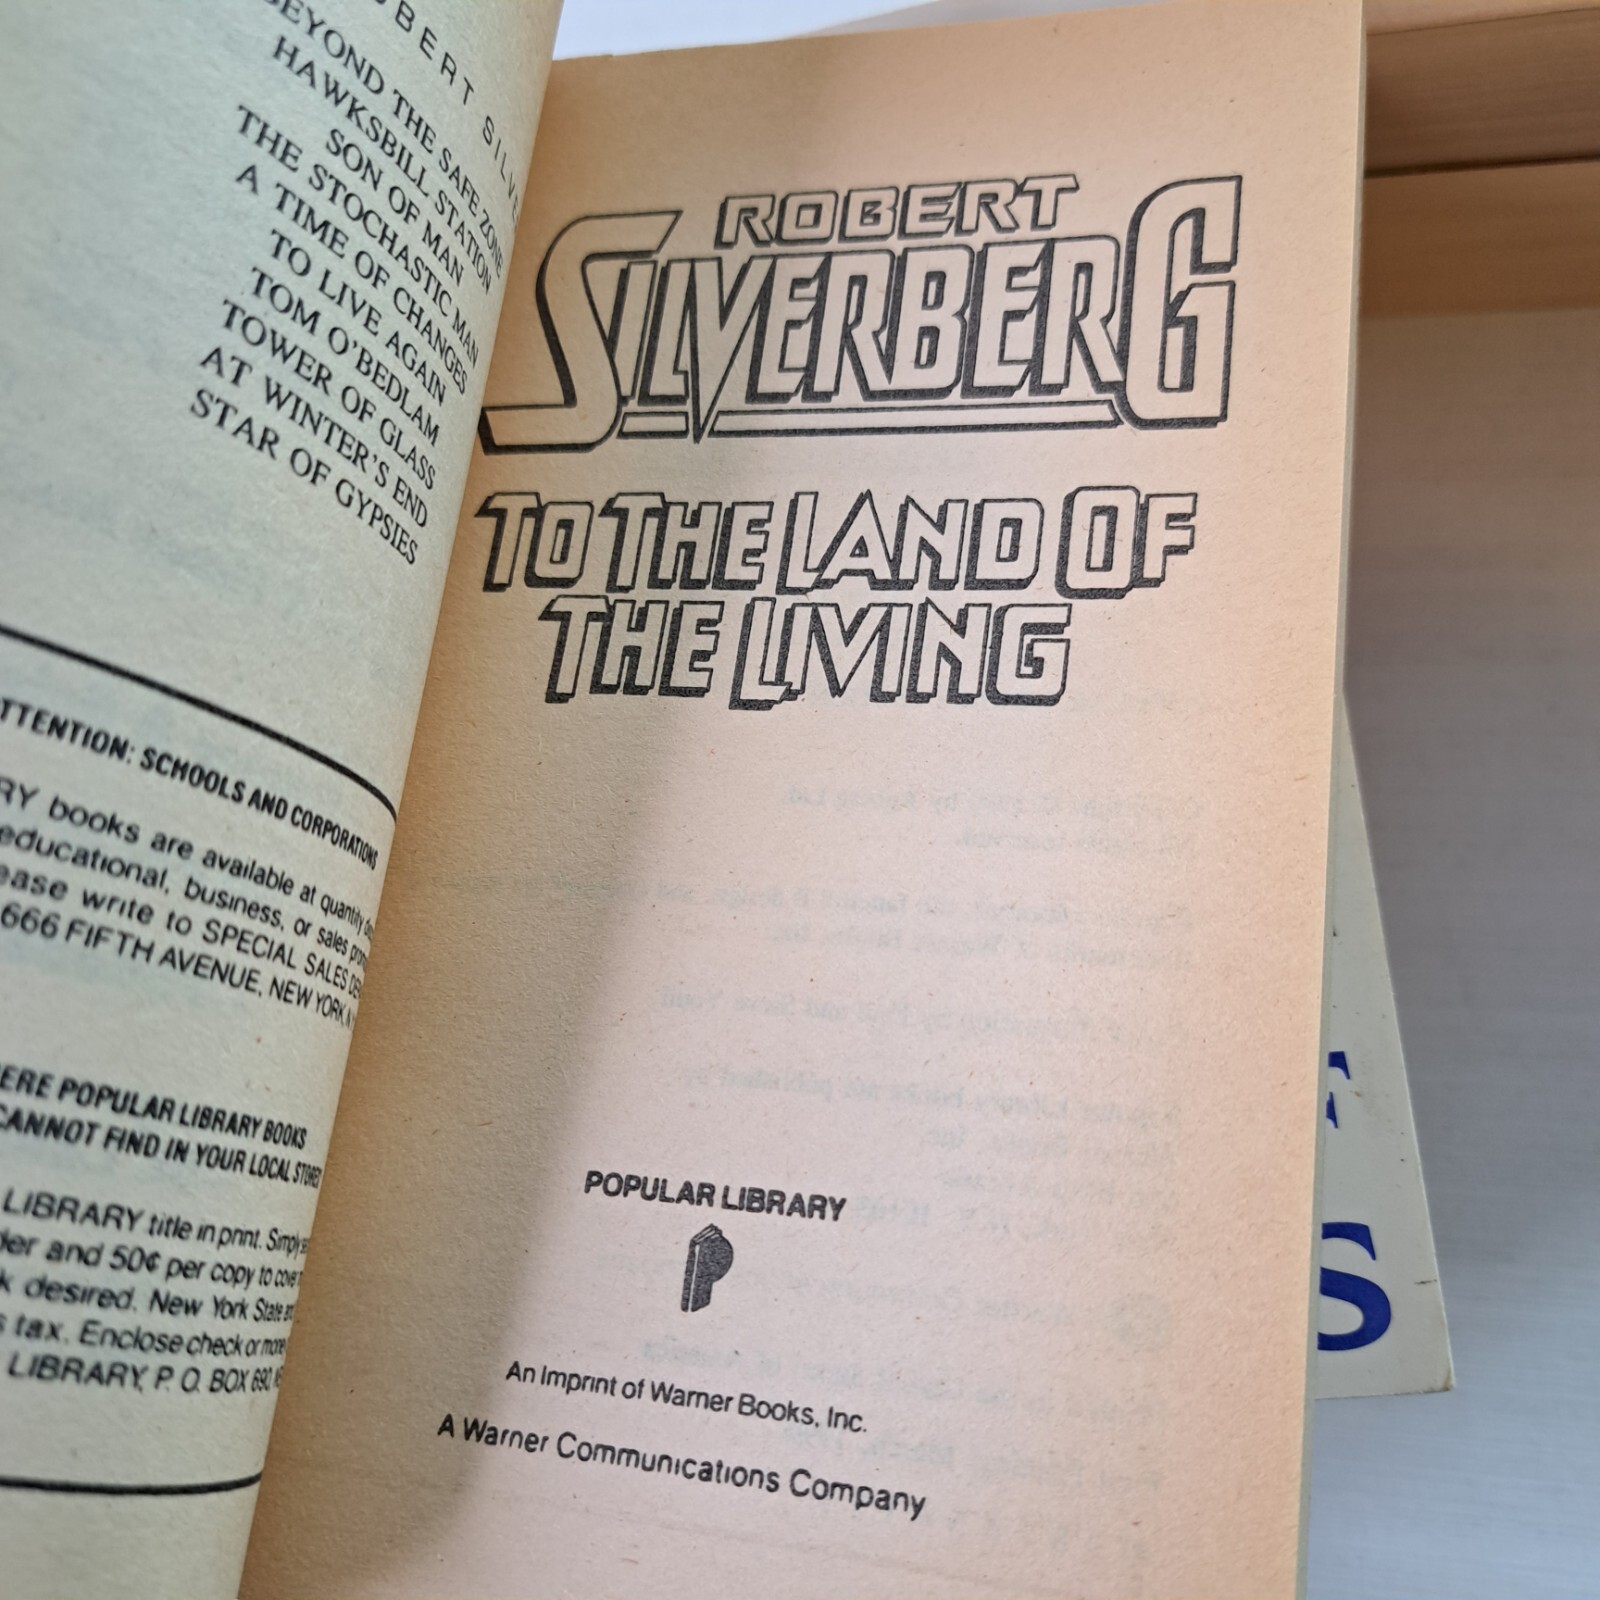 BEYOND THE SAFE ZONE
HAWKSBILL STATION
SON OF MAN
THE STOCHASTIC MAN
A TIME OF CHANGES
TO LIVE AGAIN
TOM O'BEDLAM
TOWER OF GLASS
AT WINTER'S END
STAR OF GYPSIES
TTENTION: SCHOOLS AND CORPORATIONS
RY books are available at quantity
educational, business, or sales
ease write to SPECIAL SALES
666 FIFTH AVENUE, NEW YORK,
ERE POPULAR LIBRARY BOOKS
CANNOT FIND IN YOUR LOCAL STORES
LIBRARY title in print. Simply
der and 50¢ per copy to cover
k desired. New York State
s tax. Enclose check or
LIBRARY, P.O. BOX 690
ROBERT
SILVERBERG
TO THE LAND OF
THE LIVING
POPULAR LIBRARY
An Imprint of Warner Books, Inc.
A Warner Communications Company
S